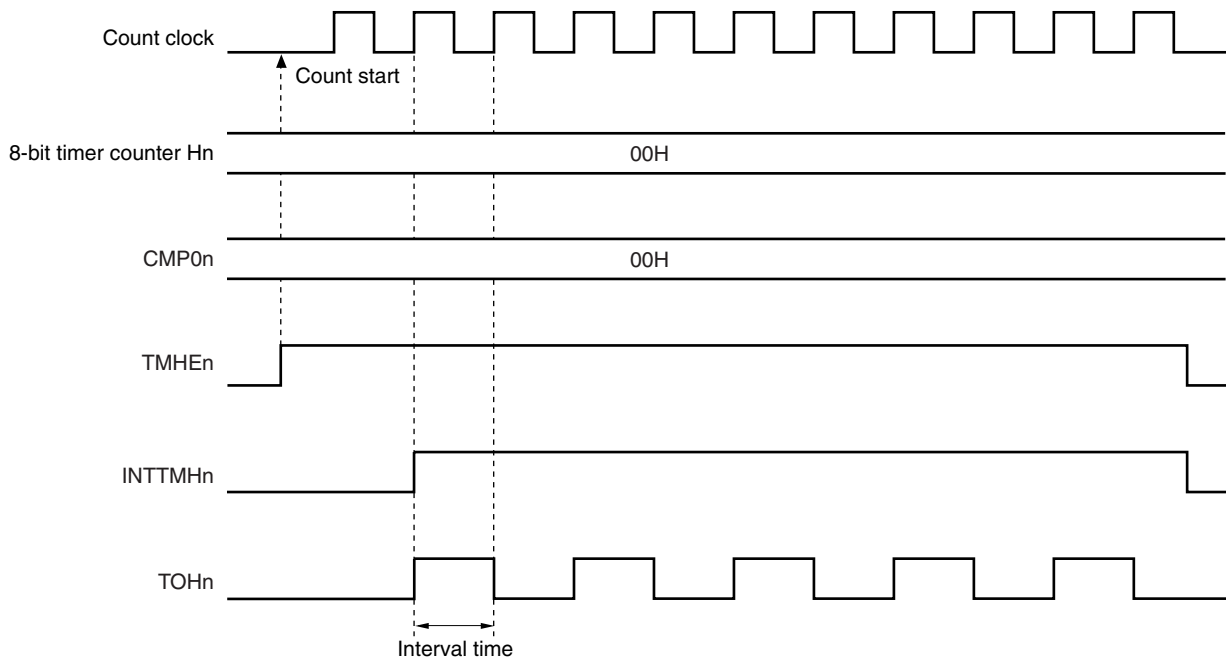 Count clock
Count start
8-bit timer counter Hn
00H
CMP0n
00H
TMHEn
INTTMHn
TOHn
Interval time